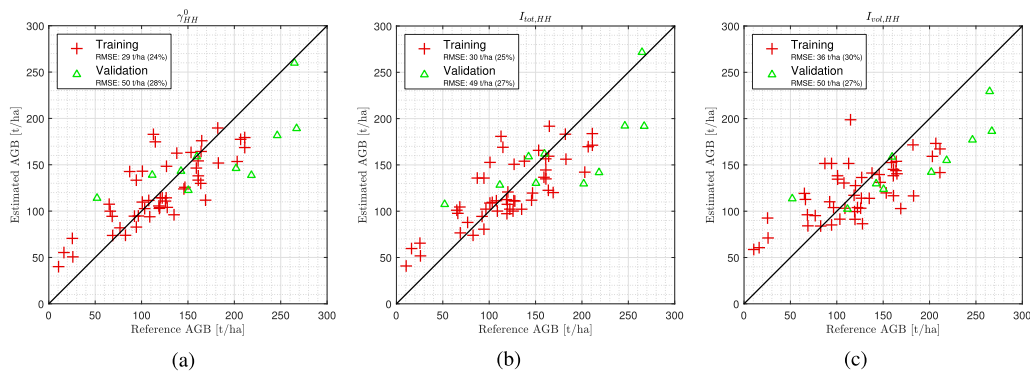 γ⁰_HH
300
250
200
150
100
50
0
0 50 100 150 200 250 300
Estimated AGB [t/ha]
Reference AGB [t/ha]
Training
RMSE: 29 t/ha (24%)
Validation
RMSE: 50 t/ha (28%)
(a)
I_tot,HH
300
250
200
150
100
50
0
0 50 100 150 200 250 300
Estimated AGB [t/ha]
Reference AGB [t/ha]
Training
RMSE: 30 t/ha (25%)
Validation
RMSE: 49 t/ha (27%)
(b)
I_vol,HH
300
250
200
150
100
50
0
0 50 100 150 200 250 300
Estimated AGB [t/ha]
Reference AGB [t/ha]
Training
RMSE: 36 t/ha (30%)
Validation
RMSE: 50 t/ha (27%)
(c)